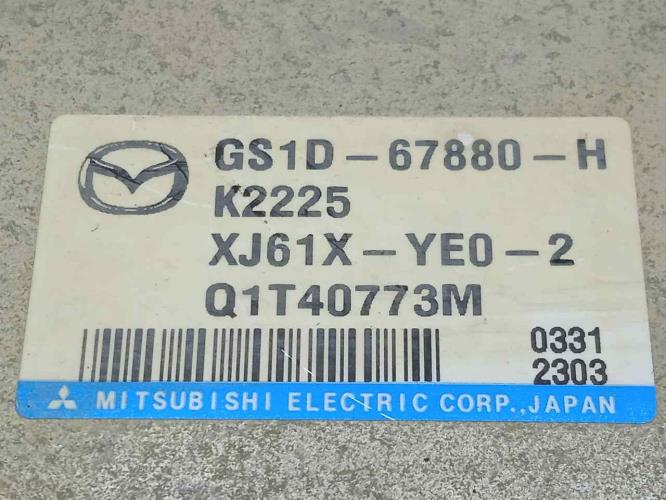 GS1D-67880-H
K2225
XJ61X-YE0-2
Q1T40773M
0331
2303
MITSUBISHI ELECTRIC CORP.,JAPAN